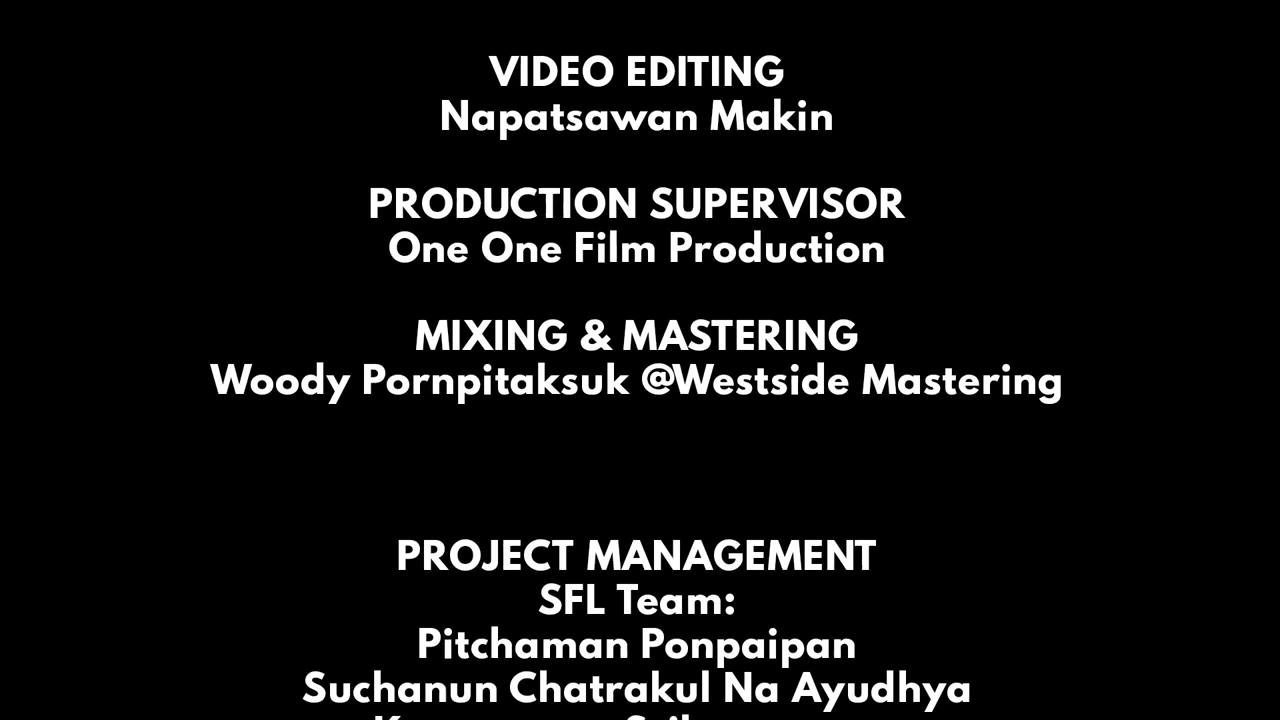 VIDEO EDITING
Napatsawan Makin
PRODUCTION SUPERVISOR
One One Film Production
MIXING & MASTERING
Woody Pornpitaksuk @Westside Mastering
PROJECT MANAGEMENT
SFL Team:
Pitchaman Ponpaipan
Suchanun Chatrakul Na Ayudhya